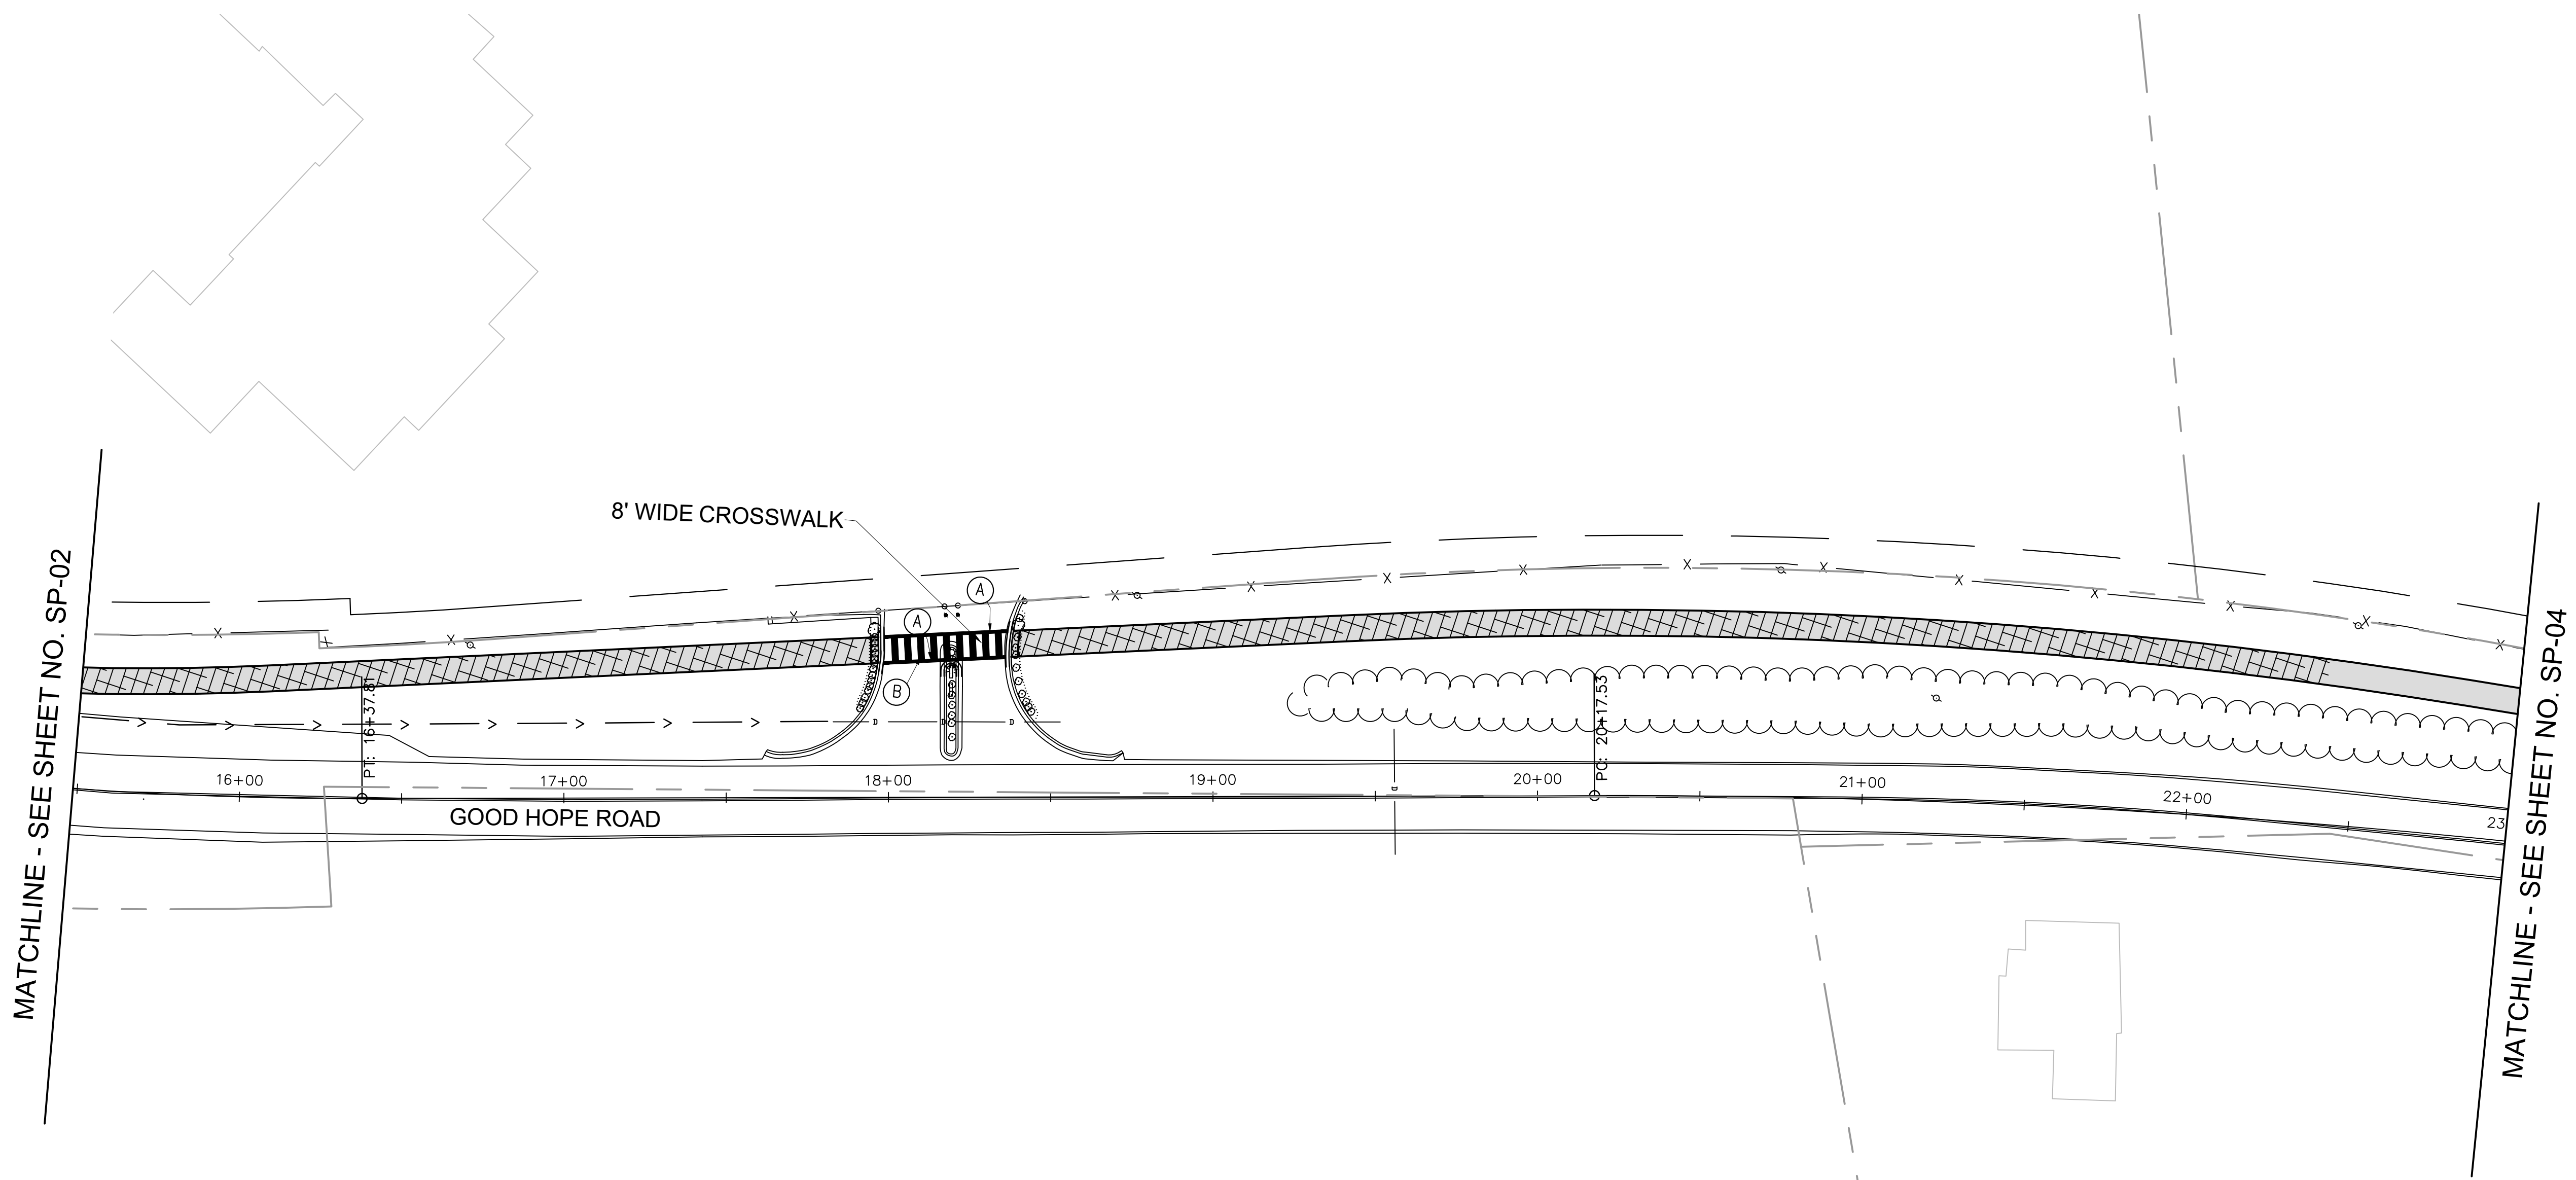 8' WIDE CROSSWALK
A
A
B
MATCHLINE - SEE SHEET NO. SP-02
PT: 16+37.81
PC: 20+17.53
16+00
17+00
18+00
19+00
20+00
21+00
22+00
23
GOOD HOPE ROAD
MATCHLINE - SEE SHEET NO. SP-04